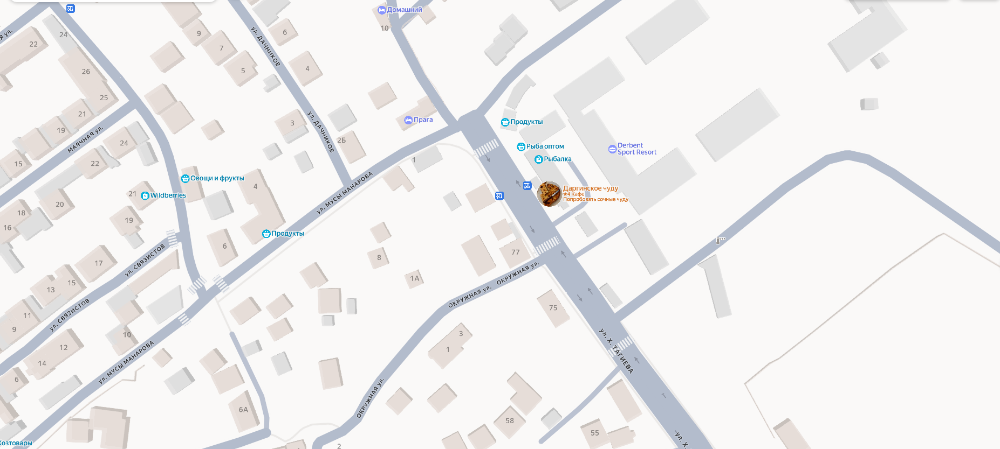 Домашний
10
24
22
9
6
7
26
5
4
ул. ДАЧНИКОВ
25
21
19
МАЯЧНАЯ ул.
24
3
ул. ДАЧНИКОВ
2Б
Прага
Продукты
Рыба оптом
Рыбалка
Derbent
Sport Resort
15
22
1
Овощи и фрукты
Wildberries
21
4
ул. МУСЫ МАНАРОВА
Даргинское чуду
★4 Кафе
Попробовать сочные чуду
20
18
16
19
Продукты
6
77
8
1А
ОКРУЖНАЯ ул.
ОКРУЖНАЯ ул.
ул. СВЯЗИСТОВ
17
15
13
11
9
ул. СВЯЗИСТОВ
75
10
12
14
6
ул. МУСЫ МАНАРОВА
3
1
ул. Х. ТАГИЕВА
ОКРУЖНАЯ ул.
6А
58
55
ул. Х.
Хозтовары
2